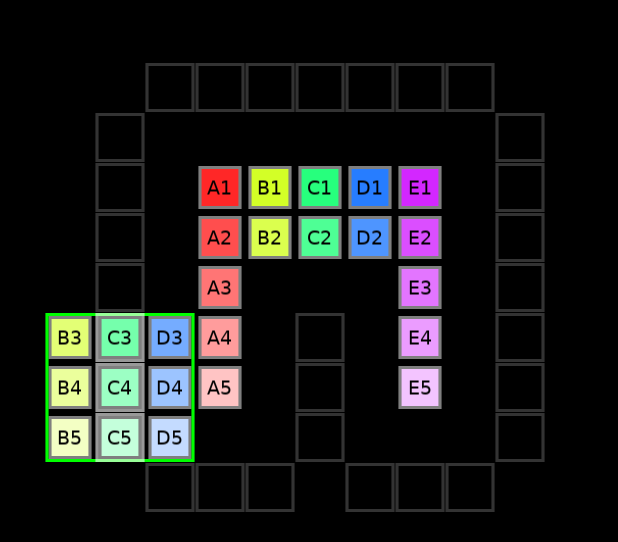 A1 B1 C1 D1 E1
A2 B2 C2 D2 E2
A3 E3
B3 C3 D3 A4 E4
B4 C4 D4 A5 E5
B5 C5 D5